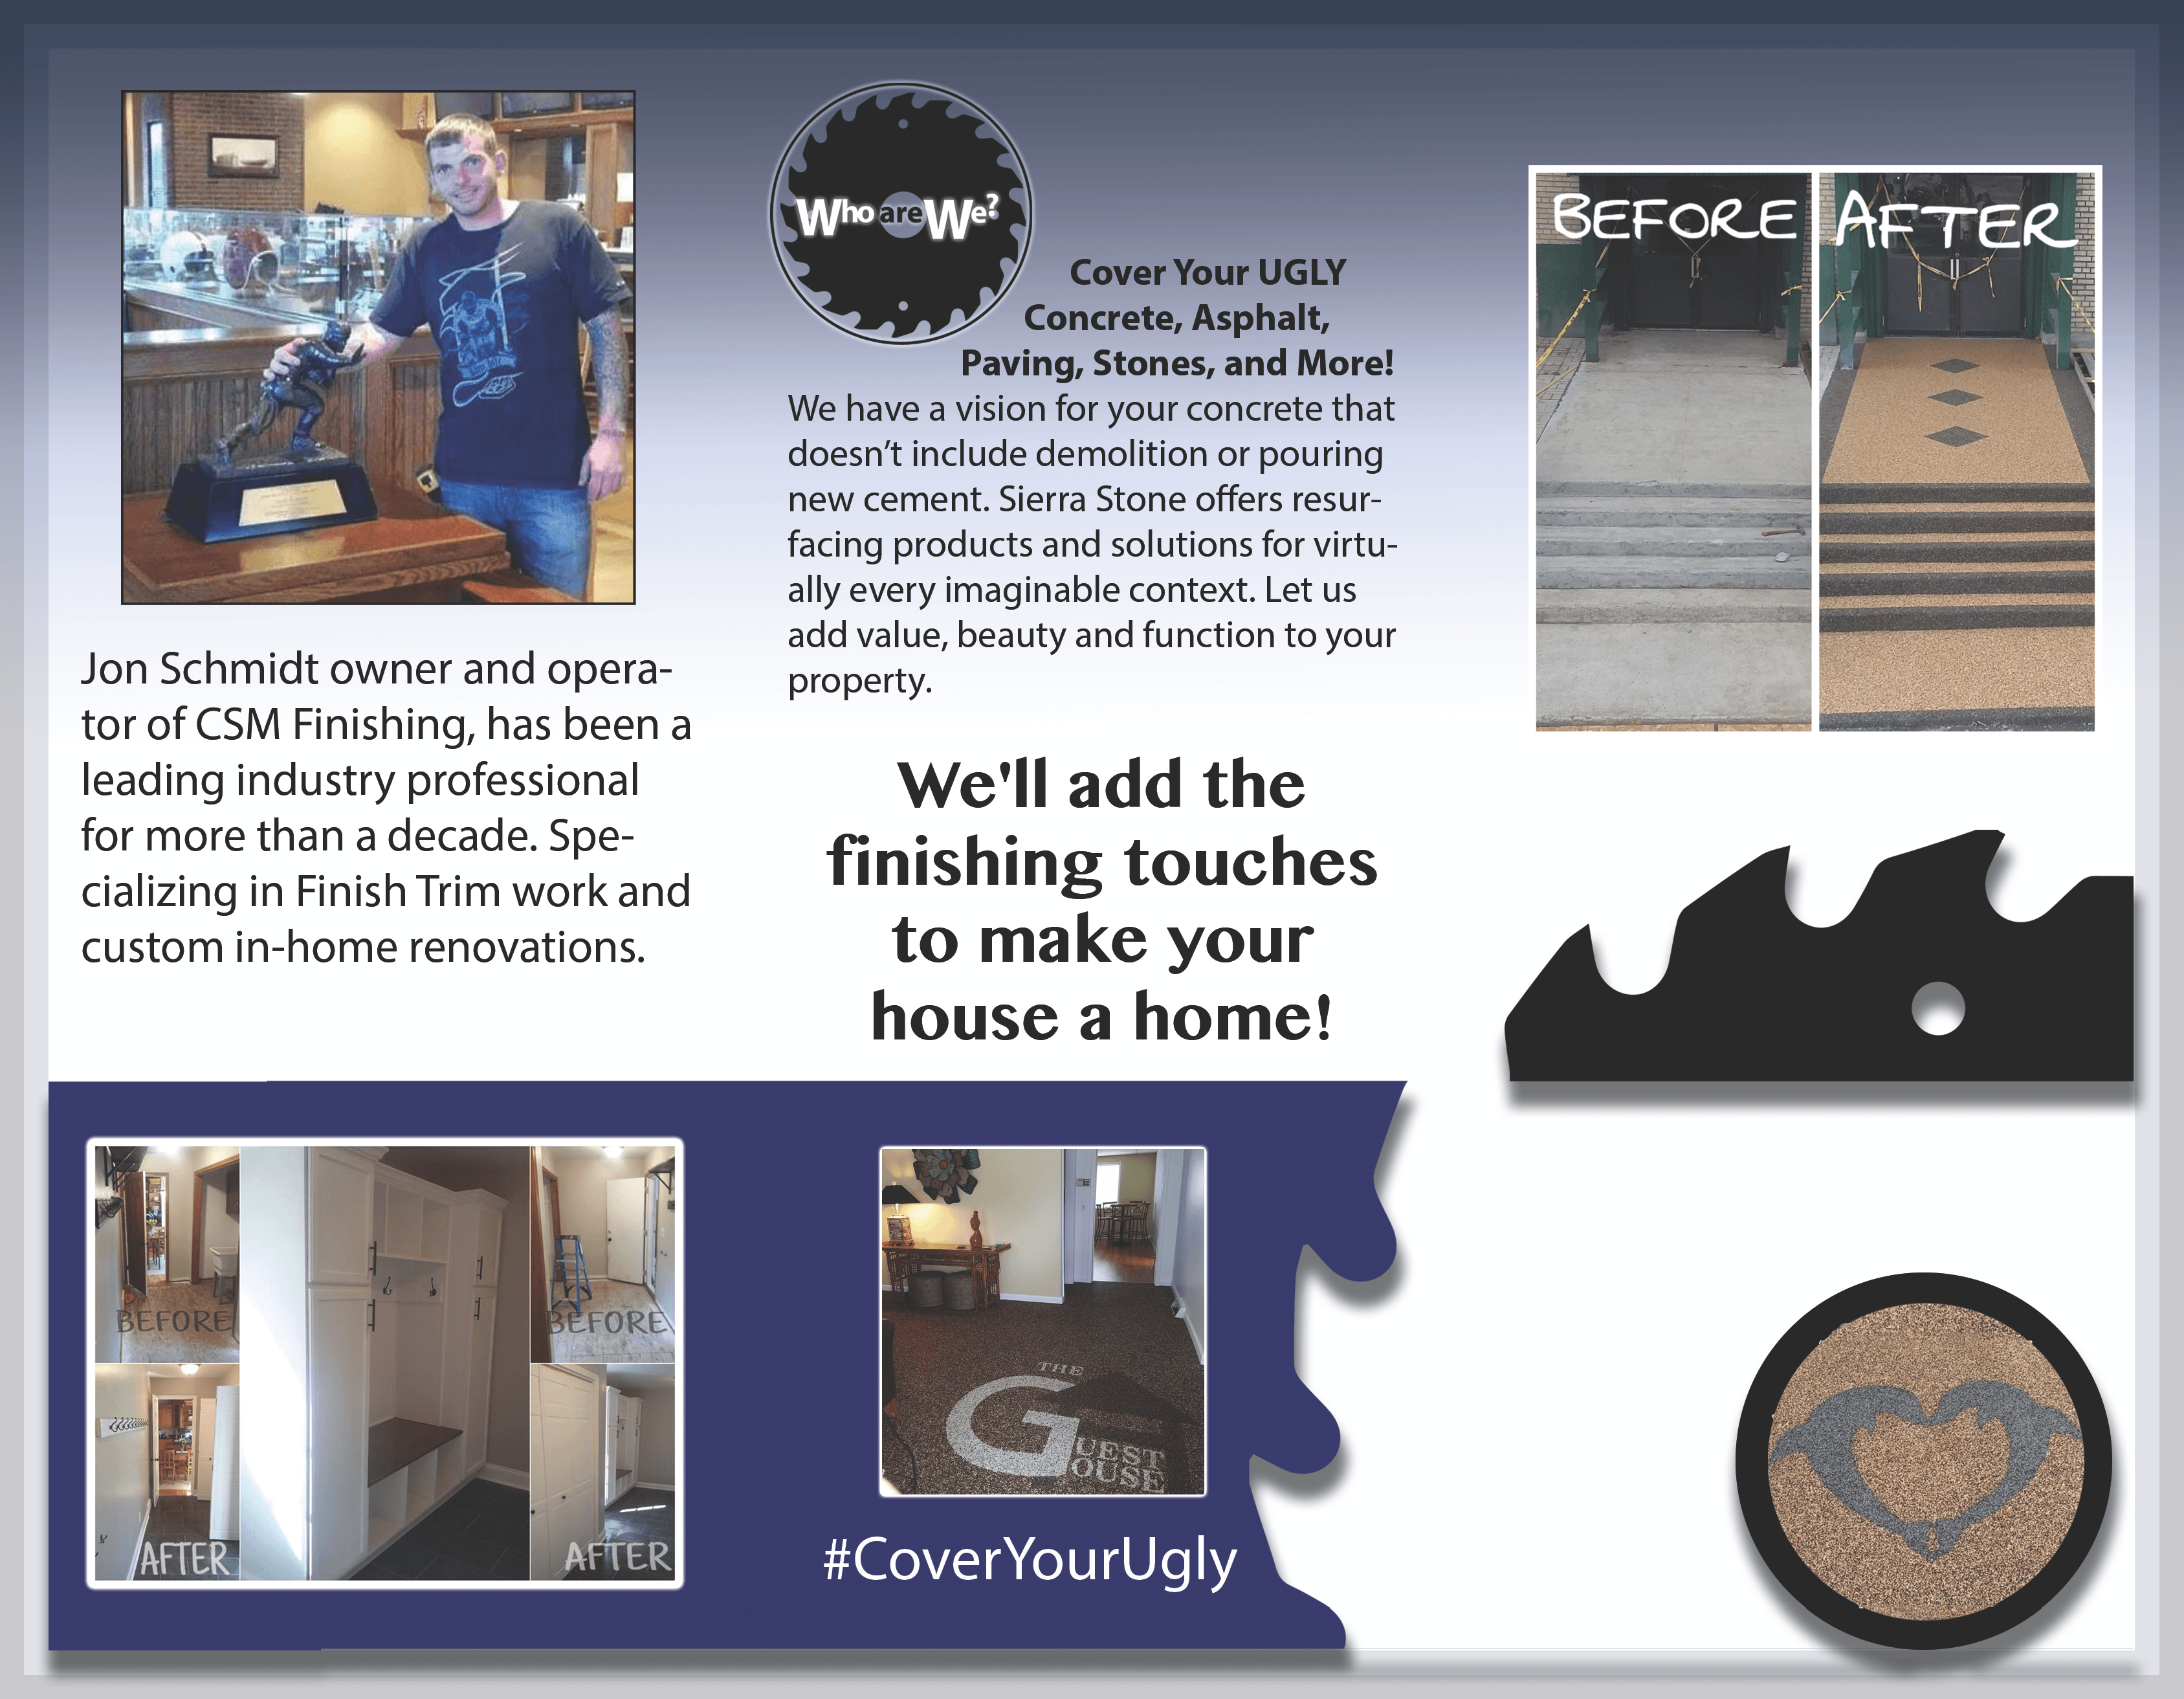 Jon Schmidt owner and opera-
tor of CSM Finishing, has been a
leading industry professional
for more than a decade. Spe-
cializing in Finish Trim work and
custom in-home renovations.
BEFORE
BEFORE
AFTER
AFTER
Who are We?
Cover Your UGLY
Concrete, Asphalt,
Paving, Stones, and More!
We have a vision for your concrete that
doesn’t include demolition or pouring
new cement. Sierra Stone offers resur-
facing products and solutions for virtu-
ally every imaginable context. Let us
add value, beauty and function to your
property.
We'll add the
finishing touches
to make your
house a home!
THE
GUEST
OUSE
#CoverYourUgly
BEFORE AFTER